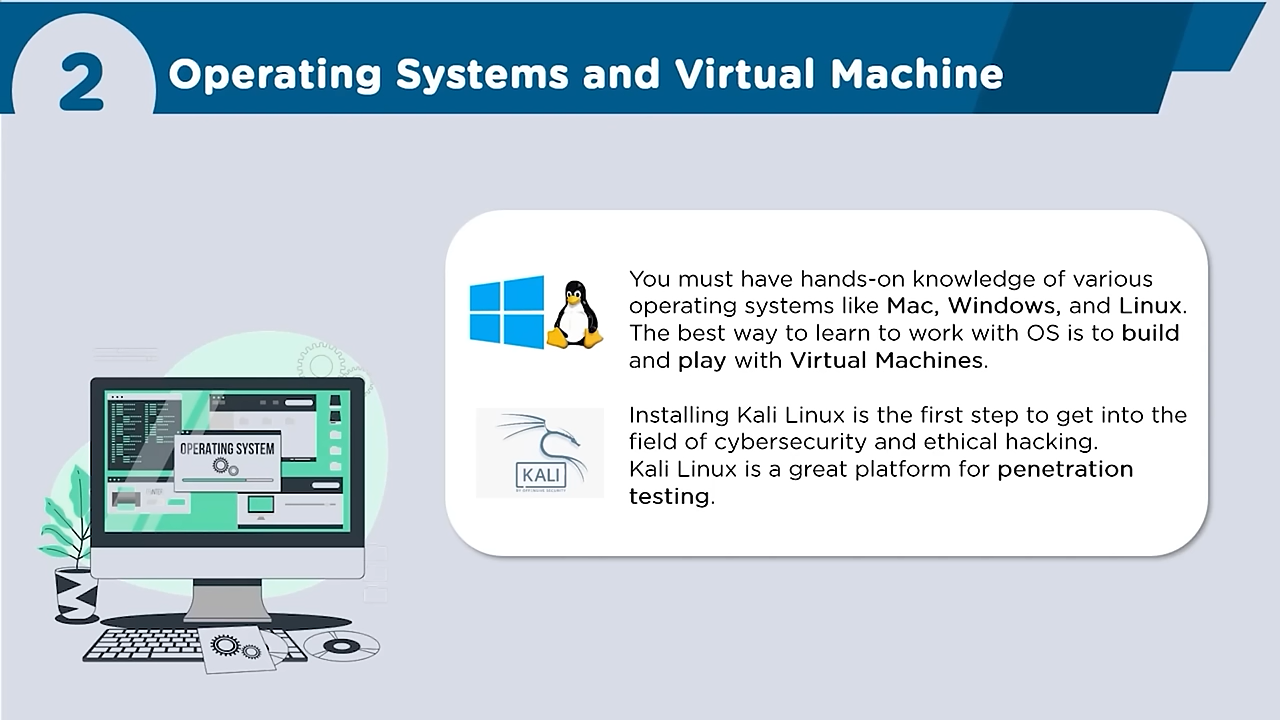 2
Operating Systems and Virtual Machine
You must have hands-on knowledge of various
operating systems like Mac, Windows, and Linux.
The best way to learn to work with OS is to build
and play with Virtual Machines.
Installing Kali Linux is the first step to get into the
field of cybersecurity and ethical hacking.
Kali Linux is a great platform for penetration
testing.
KALI
BY OFFENSIVE SECURITY
OPERATING SYSTEM